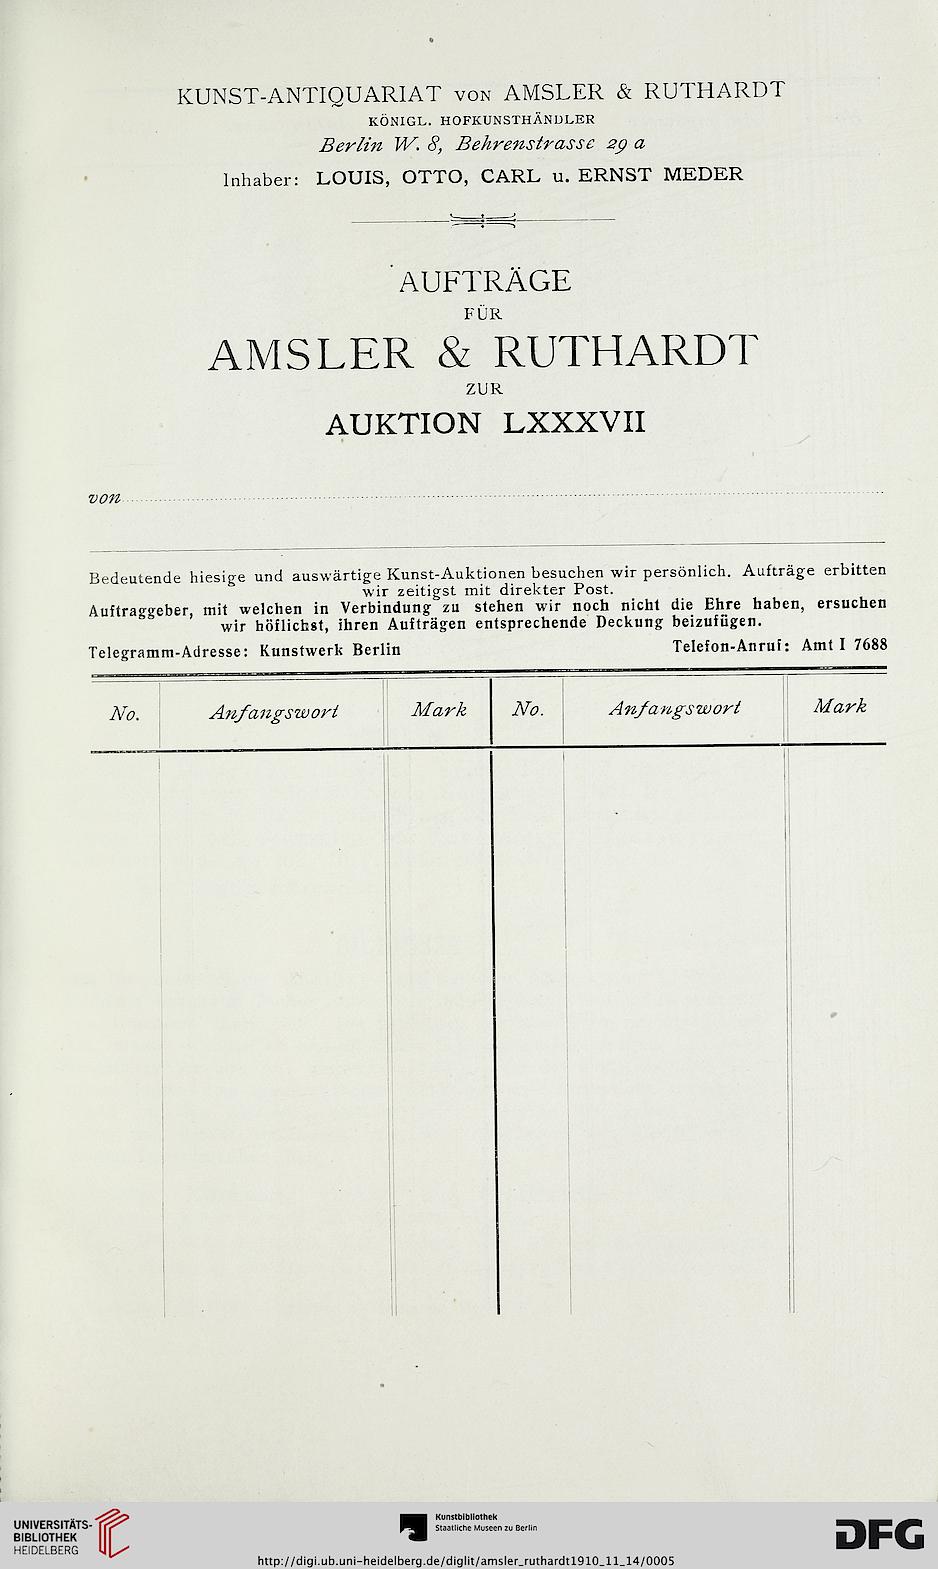 KUNST-ANTIQUARIAT VON AMSLER & RUTHARDT
KÖNIGL. HOFKUNSTHÄNDLER
Berlin W. 8, Behrenstrasse 29 a
Inhaber: LOUIS, OTTO, CARL u. ERNST MEDER
AUFTRÄGE
FÜR
AMSLER & RUTHARDT
ZUR
AUKTION LXXXVII
von
Bedeutende hiesige und auswärtige Kunst-Auktionen besuchen wir persönlich. Aufträge erbitten
wir zeitigst mit direkter Post.
Auftraggeber, mit welchen in Verbindung zu stehen wir noch nicht die Ehre haben, ersuchen
wir höflichst, ihren Aufträgen entsprechende Deckung beizufügen.
Telegramm-Adresse: Kunstwerk Berlin Telefon-Anruf: Amt I 7688
No. Anfangswort Mark No. Anfangswort Mark
UNIVERSITÄTS-
BIBLIOTHEK
HEIDELBERG
Kunstbibliothek
Staatliche Museen zu Berlin
DFG
http://digi.ub.uni-heidelberg.de/diglit/amsler_ruthardt1910_11_14/0005